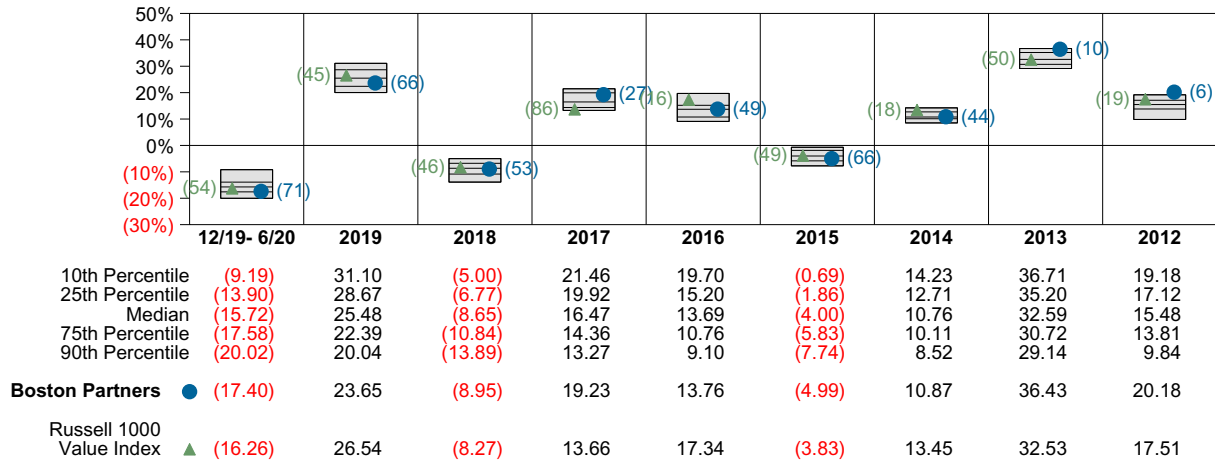 50%
40%
30%
20%
10%
0%
(10%)
(20%)
(30%)
(54) (71)
(45) (66)
(46) (53)
(86) (27)
(16) (49)
(49) (66)
(18) (44)
(50) (10)
(19) (6)
12/19- 6/20 2019 2018 2017 2016 2015 2014 2013 2012
10th Percentile (9.19) 31.10 (5.00) 21.46 19.70 (0.69) 14.23 36.71 19.18
25th Percentile (13.90) 28.67 (6.77) 19.92 15.20 (1.86) 12.71 35.20 17.12
Median (15.72) 25.48 (8.65) 16.47 13.69 (4.00) 10.76 32.59 15.48
75th Percentile (17.58) 22.39 (10.84) 14.36 10.76 (5.83) 10.11 30.72 13.81
90th Percentile (20.02) 20.04 (13.89) 13.27 9.10 (7.74) 8.52 29.14 9.84
Boston Partners (17.40) 23.65 (8.95) 19.23 13.76 (4.99) 10.87 36.43 20.18
Russell 1000
Value Index (16.26) 26.54 (8.27) 13.66 17.34 (3.83) 13.45 32.53 17.51